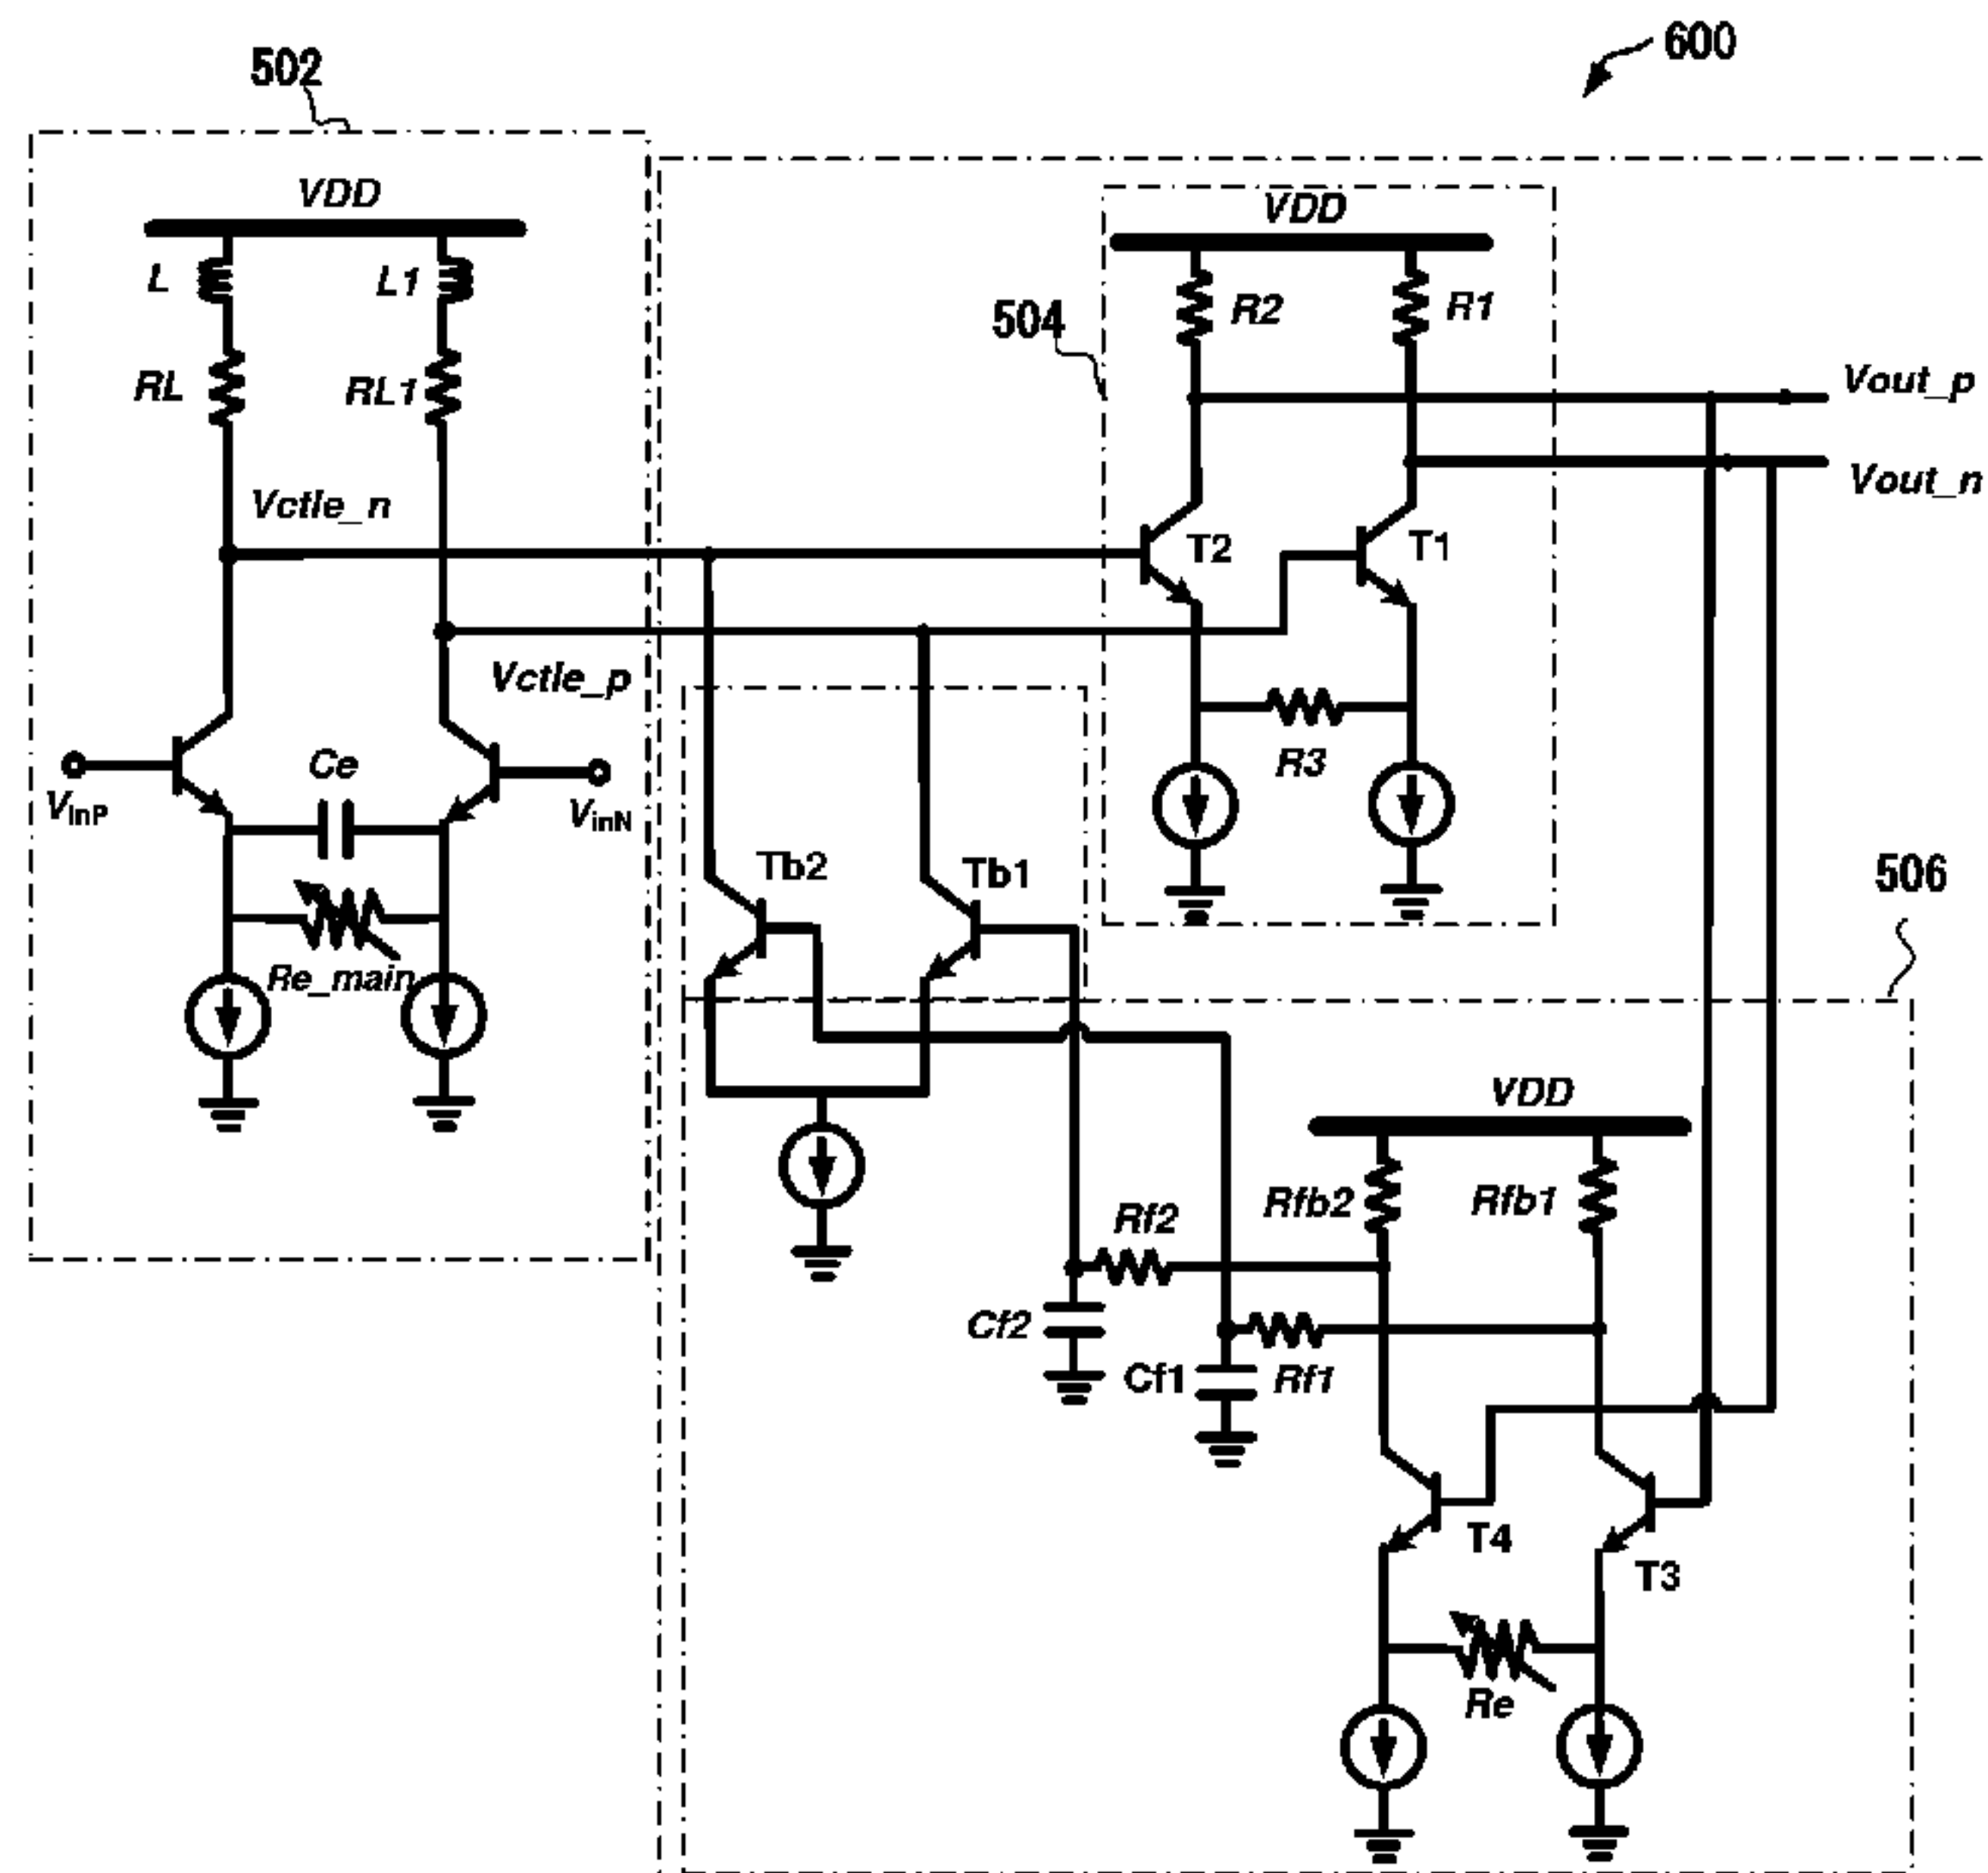 600
502
VDD
VDD
L
L1
R2
R1
504
RL
RL1
Vout_p
Vout_n
Vctle_n
T2
T1
Vctle_p
Ce
R3
VinP
VinN
Tb2
Tb1
506
Re_main
VDD
Rf2
Rfb2
Rfb1
Cf2
Cf1
Rf1
T4
T3
Re